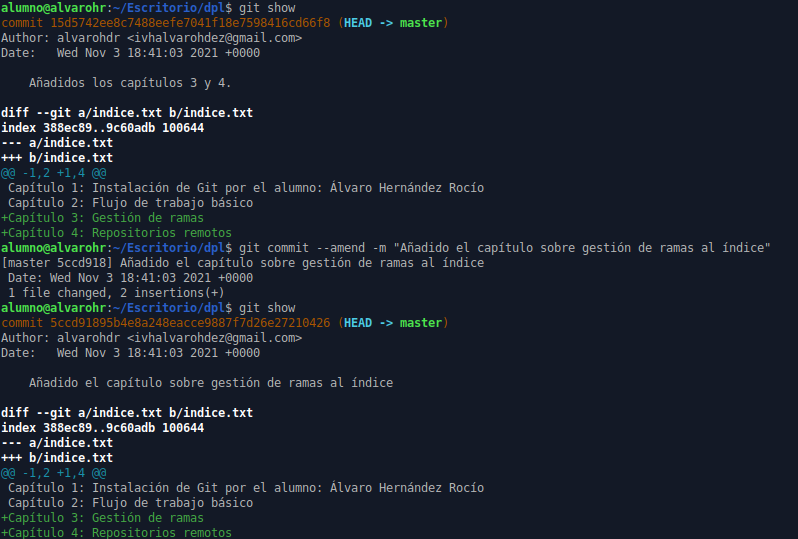 alumno@alvarohr:~/Escritorio/dpl$ git show
commit 15d5742ee8c7488eefe7041f18e7598416cd66f8 (HEAD -> master)
Author: alvarohdr <ivhalvarohdez@gmail.com>
Date:   Wed Nov 3 18:41:03 2021 +0000

    Añadidos los capítulos 3 y 4.

diff --git a/indice.txt b/indice.txt
index 388ec89..9c60adb 100644
--- a/indice.txt
+++ b/indice.txt
@@ -1,2 +1,4 @@
 Capítulo 1: Instalación de Git por el alumno: Álvaro Hernández Rocío
 Capítulo 2: Flujo de trabajo básico
+Capítulo 3: Gestión de ramas
+Capítulo 4: Repositorios remotos
alumno@alvarohr:~/Escritorio/dpl$ git commit --amend -m "Añadido el capítulo sobre gestión de ramas al índice"
[master 5ccd918] Añadido el capítulo sobre gestión de ramas al índice
 Date: Wed Nov 3 18:41:03 2021 +0000
 1 file changed, 2 insertions(+)
alumno@alvarohr:~/Escritorio/dpl$ git show
commit 5ccd91895b4e8a248eacce9887f7d26e27210426 (HEAD -> master)
Author: alvarohdr <ivhalvarohdez@gmail.com>
Date:   Wed Nov 3 18:41:03 2021 +0000

    Añadido el capítulo sobre gestión de ramas al índice

diff --git a/indice.txt b/indice.txt
index 388ec89..9c60adb 100644
--- a/indice.txt
+++ b/indice.txt
@@ -1,2 +1,4 @@
 Capítulo 1: Instalación de Git por el alumno: Álvaro Hernández Rocío
 Capítulo 2: Flujo de trabajo básico
+Capítulo 3: Gestión de ramas
+Capítulo 4: Repositorios remotos